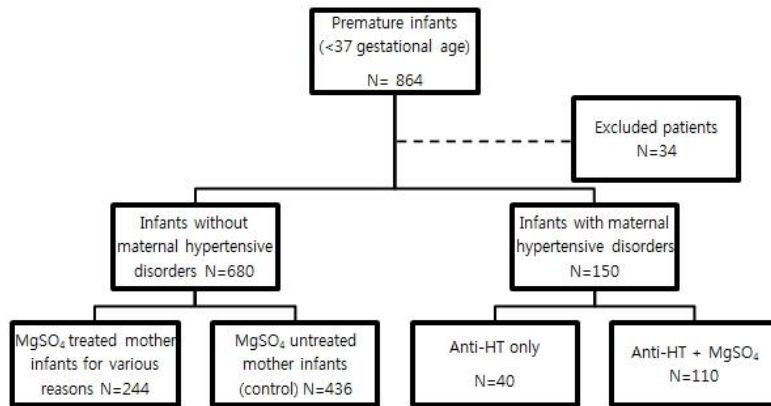 Premature infants
(<37 gestational age)
N= 864
Excluded patients
N=34
Infants without
maternal hypertensive
disorders N=680
Infants with maternal
hypertensive disorders
N=150
MgSO₄ treated mother
infants for various
reasons N=244
MgSO₄ untreated
mother infants
(control) N=436
Anti-HT only
N=40
Anti-HT + MgSO₄
N=110